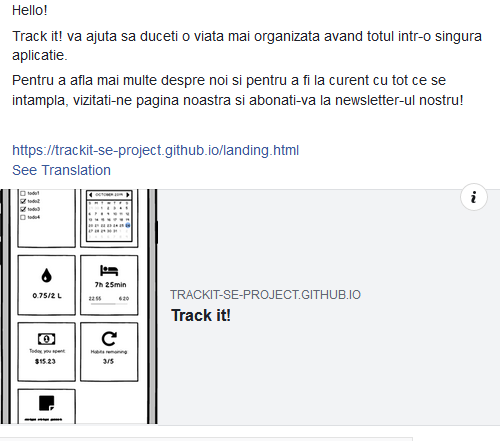 Hello!
Track it! va ajuta sa duceti o viata mai organizata avand totul intr-o singura
aplicatie.
Pentru a afla mai multe despre noi si pentru a fi la curent cu tot ce se
intampla, vizitati-ne pagina noastra si abonati-va la newsletter-ul nostru!
https://trackit-se-project.github.io/landing.html
See Translation
todo1
todo2
todo3
todo4
OCTOBER 2019
0.75/2 L
7h 25min
22:55 6:20
Today, you spent
$15.23
Habits remaining
3/5
i
TRACKIT-SE-PROJECT.GITHUB.IO
Track it!